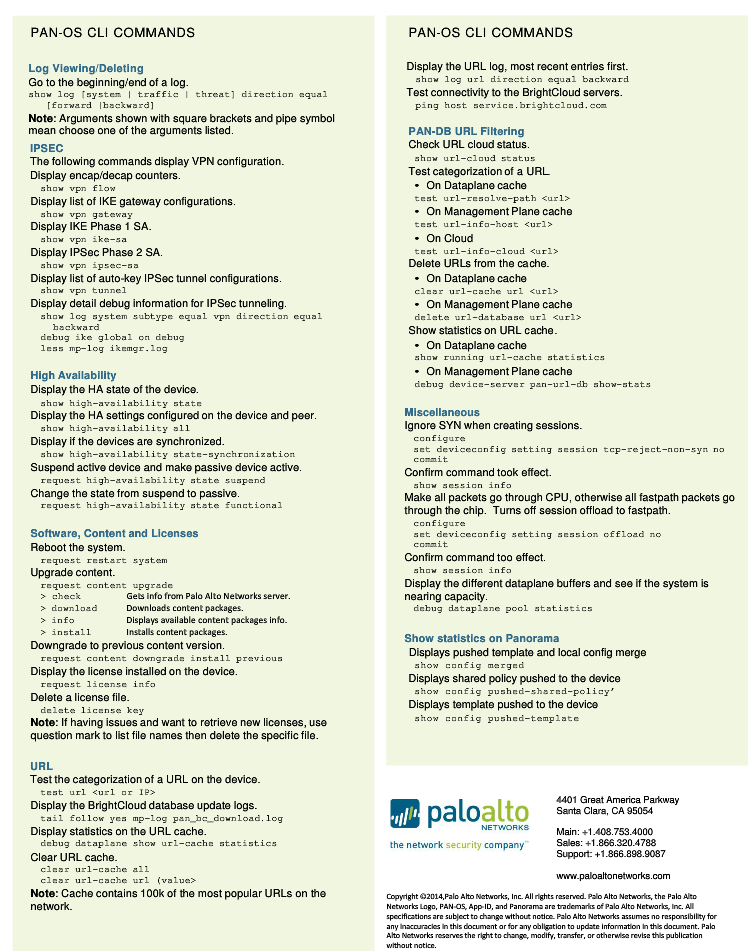 PAN-OS CLI COMMANDS
Log Viewing/Deleting
Go to the beginning/end of a log.
show log [system | traffic | threat] direction equal
[forward |backward]
Note: Arguments shown with square brackets and pipe symbol
mean choose one of the arguments listed.
IPSEC
The following commands display VPN configuration.
Display encap/decap counters.
show vpn flow
Display list of IKE gateway configurations.
show vpn gateway
Display IKE Phase 1 SA.
show vpn ike-sa
Display IPSec Phase 2 SA.
show vpn ipsec-sa
Display list of auto-key IPSec tunnel configurations.
show vpn tunnel
Display detail debug information for IPSec tunneling.
show log system subtype equal vpn direction equal
backward
debug ike global on debug
less mp-log ikemgr.log
High Availability
Display the HA state of the device.
show high-availability state
Display the HA settings configured on the device and peer.
show high-availability all
Display if the devices are synchronized.
show high-availability state-synchronization
Suspend active device and make passive device active.
request high-availability state suspend
Change the state from suspend to passive.
request high-availability state functional
Software, Content and Licenses
Reboot the system.
request restart system
Upgrade content.
request content upgrade
> check Gets info from Palo Alto Networks server.
> download Downloads content packages.
> info Displays available content packages info.
> install Installs content packages.
Downgrade to previous content version.
request content downgrade install previous
Display the license installed on the device.
request license info
Delete a license file.
delete license key
Note: If having issues and want to retrieve new licenses, use
question mark to list file names then delete the specific file.
URL
Test the categorization of a URL on the device.
test url <url or IP>
Display the BrightCloud database update logs.
tail follow yes mp-log pan_bc_download.log
Display statistics on the URL cache.
debug dataplane show url-cache statistics
Clear URL cache.
clear url-cache all
clear url-cache url (value>
Note: Cache contains 100k of the most popular URLs on the
network.
PAN-OS CLI COMMANDS
Display the URL log, most recent entries first.
show log url direction equal backward
Test connectivity to the BrightCloud servers.
ping host service.brightcloud.com
PAN-DB URL Filtering
Check URL cloud status.
show url-cloud status
Test categorization of a URL.
• On Dataplane cache
test url-resolve-path <url>
• On Management Plane cache
test url-info-host <url>
• On Cloud
test url-info-cloud <url>
Delete URLs from the cache.
• On Dataplane cache
clear url-cache url <url>
• On Management Plane cache
delete url-database url <url>
Show statistics on URL cache.
• On Dataplane cache
show running url-cache statistics
• On Management Plane cache
debug device-server pan-url-db show-stats
Miscellaneous
Ignore SYN when creating sessions.
configure
set deviceconfig setting session tcp-reject-non-syn no
commit
Confirm command took effect.
show session info
Make all packets go through CPU, otherwise all fastpath packets go
through the chip. Turns off session offload to fastpath.
configure
set deviceconfig setting session offload no
commit
Confirm command too effect.
show session info
Display the different dataplane buffers and see if the system is
nearing capacity.
debug dataplane pool statistics
Show statistics on Panorama
Displays pushed template and local config merge
show config merged
Displays shared policy pushed to the device
show config pushed-shared-policy’
Displays template pushed to the device
show config pushed-template
paloalto
NETWORKS
the network security company™
4401 Great America Parkway
Santa Clara, CA 95054
Main: +1.408.753.4000
Sales: +1.866.320.4788
Support: +1.866.898.9087
www.paloaltonetworks.com
Copyright ©2014,Palo Alto Networks, Inc. All rights reserved. Palo Alto Networks, the Palo Alto
Networks Logo, PAN-OS, App-ID, and Panorama are trademarks of Palo Alto Networks, Inc. All
specifications are subject to change without notice. Palo Alto Networks assumes no responsibility for
any inaccuracies in this document or for any obligation to update information in this document. Palo
Alto Networks reserves the right to change, modify, transfer, or otherwise revise this publication
without notice.